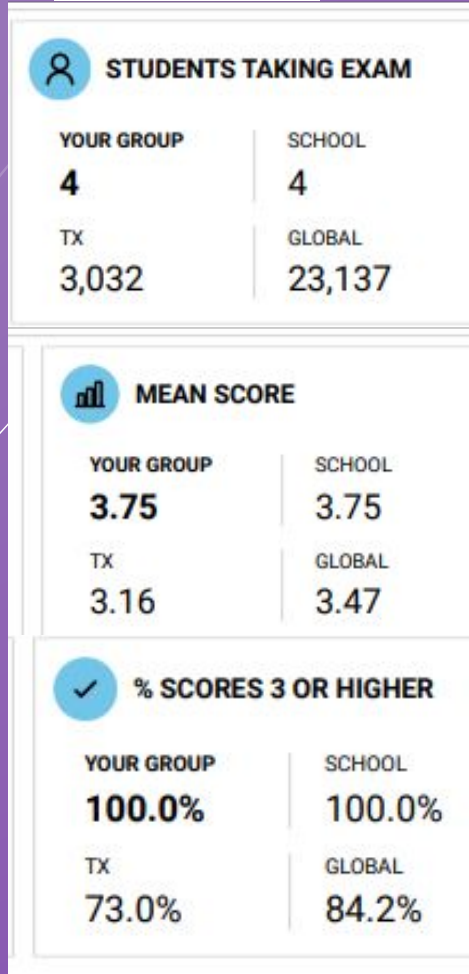 STUDENTS TAKING EXAM
YOUR GROUP SCHOOL
4 4
TX GLOBAL
3,032 23,137
MEAN SCORE
YOUR GROUP SCHOOL
3.75 3.75
TX GLOBAL
3.16 3.47
% SCORES 3 OR HIGHER
YOUR GROUP SCHOOL
100.0% 100.0%
TX GLOBAL
73.0% 84.2%